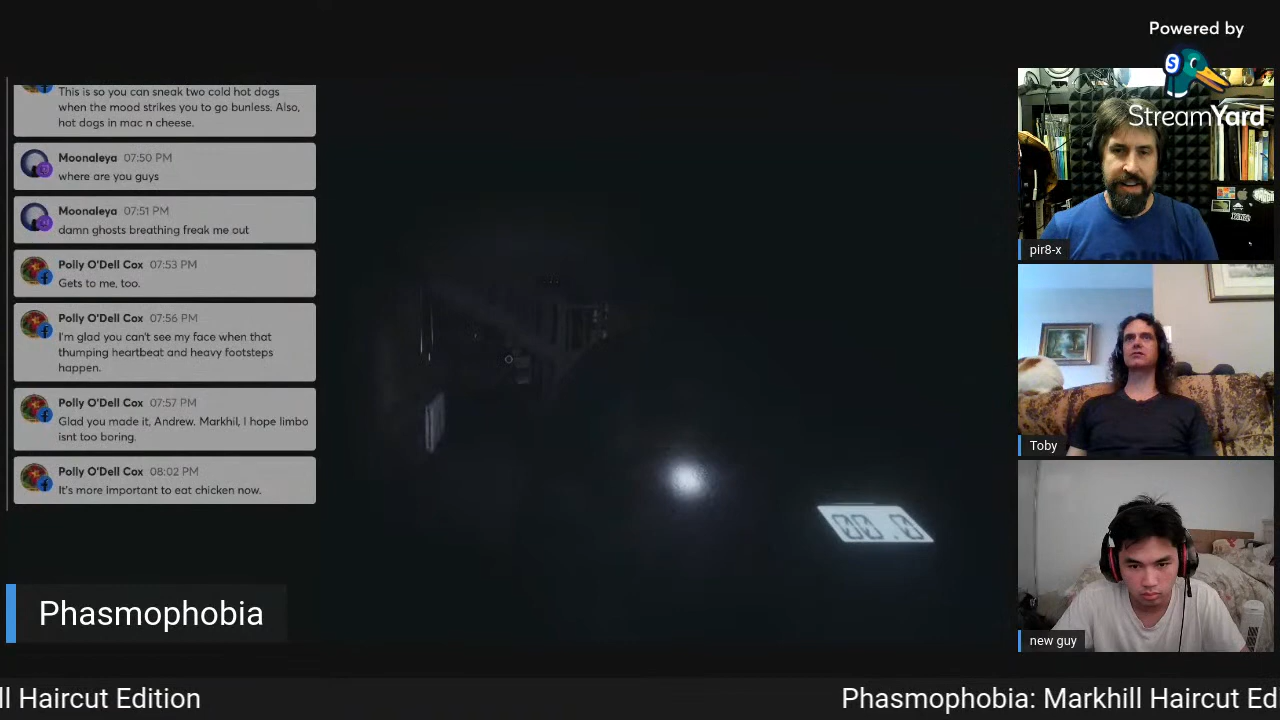 Powered by
StreamYard
This is so you can sneak two cold hot dogs
when the mood strikes you to go bunless. Also,
hot dogs in mac n cheese.
Moonaleya 07:50 PM
where are you guys
Moonaleya 07:51 PM
damn ghosts breathing freak me out
Polly O'Dell Cox 07:53 PM
Gets to me, too.
Polly O'Dell Cox 07:56 PM
I'm glad you can't see my face when that
thumping heartbeat and heavy footsteps
happen.
Polly O'Dell Cox 07:57 PM
Glad you made it, Andrew. Markhil, I hope limbo
isnt too boring.
Polly O'Dell Cox 08:02 PM
It's more important to eat chicken now.
pir8-x
Toby
new guy
00.0
Phasmophobia
ll Haircut Edition
Phasmophobia: Markhill Haircut Ed